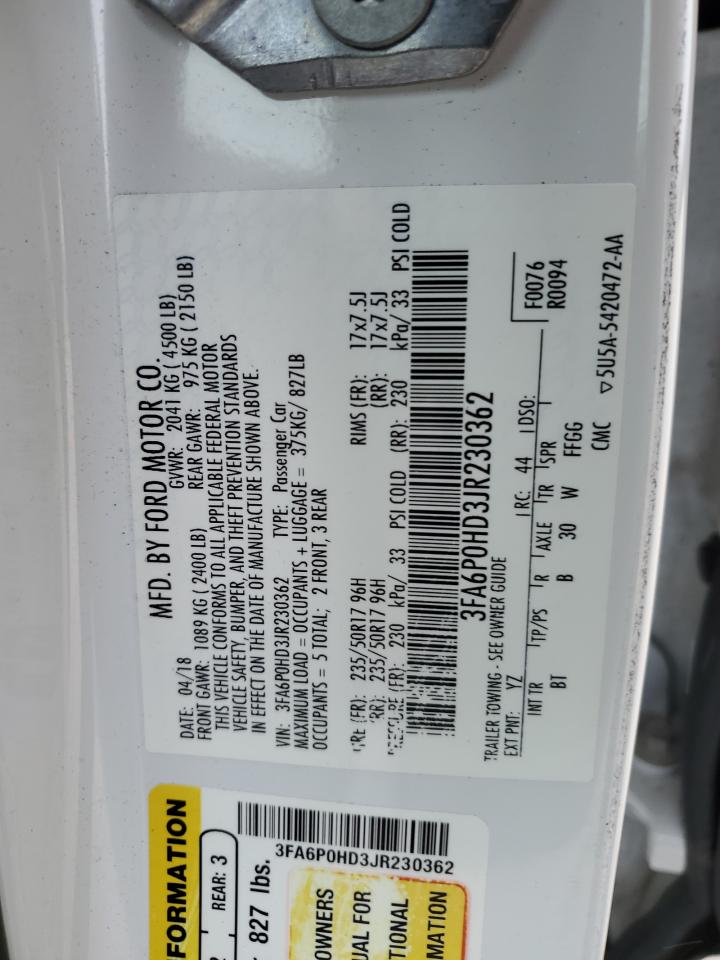 MFD. BY FORD MOTOR CO.
DATE: 04/18 GVWR: 2041 KG ( 4500 LB)
FRONT GAWR: 1089 KG ( 2400 LB) REAR GAWR: 975 KG ( 2150 LB)
THIS VEHICLE CONFORMS TO ALL APPLICABLE FEDERAL MOTOR
VEHICLE SAFETY, BUMPER, AND THEFT PREVENTION STANDARDS
IN EFFECT ON THE DATE OF MANUFACTURE SHOWN ABOVE.
VIN: 3FA6P0HD3JR230362 TYPE: Passenger Car
MAXIMUM LOAD = OCCUPANTS + LUGGAGE = 375KG/ 827LB
OCCUPANTS = 5 TOTAL; 2 FRONT, 3 REAR
(FR): 235/50R17 96H RIMS (FR): 17x7.5J
235/50R17 96H (RR): 17x7.5J
(FR): 230 kPa/ 33 PSI COLD (RR): 230 kPa/ 33 PSI COLD
3FA6P0HD3JR230362
TRAILER TOWING - SEE OWNER GUIDE
EXT PNT: YZ RC: 44 DSO: F0076
R0094
INT TR TP/PS R AXLE TR SPR
BT B 30 W FFGG
CMC ▽5U5A-5420472-AA
FORMATION
REAR: 3
827 lbs.
3FA6P0HD3JR230362
OWNERS